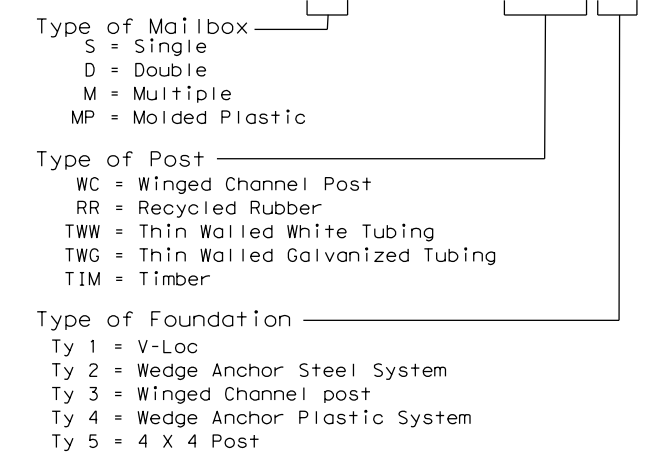 Type of Mailbox
S = Single
D = Double
M = Multiple
MP = Molded Plastic
Type of Post
WC = Winged Channel Post
RR = Recycled Rubber
TWW = Thin Walled White Tubing
TWG = Thin Walled Galvanized Tubing
TIM = Timber
Type of Foundation
Ty 1 = V-Loc
Ty 2 = Wedge Anchor Steel System
Ty 3 = Winged Channel post
Ty 4 = Wedge Anchor Plastic System
Ty 5 = 4 X 4 Post